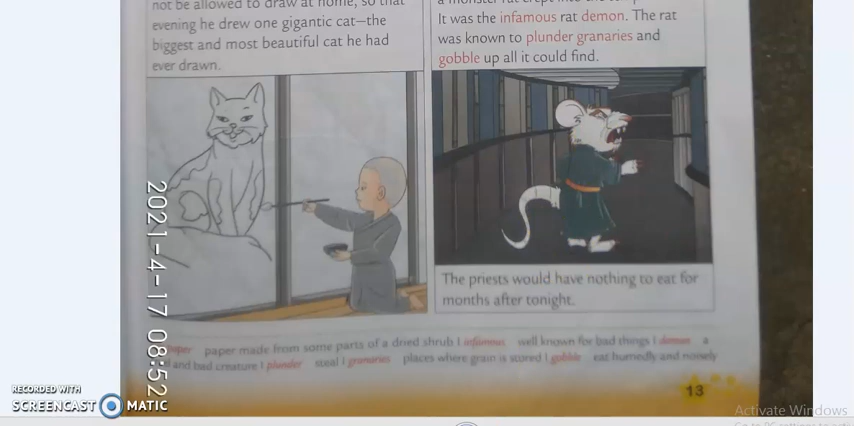 not be allowed to draw at home, so that
evening he drew one gigantic cat—the
biggest and most beautiful cat he had
ever drawn.
It was the infamous rat demon. The rat
was known to plunder granaries and
gobble up all it could find.
The priests would have nothing to eat for
months after tonight.
paper paper made from some parts of a dried shrub | infamous well known for bad things | demon a
and bad creature | plunder steal | granaries places where grain is stored | gobble eat hurriedly and noisily
13
2021-4-17 08:52
RECORDED WITH
SCREENCAST MATIC
Activate Windows